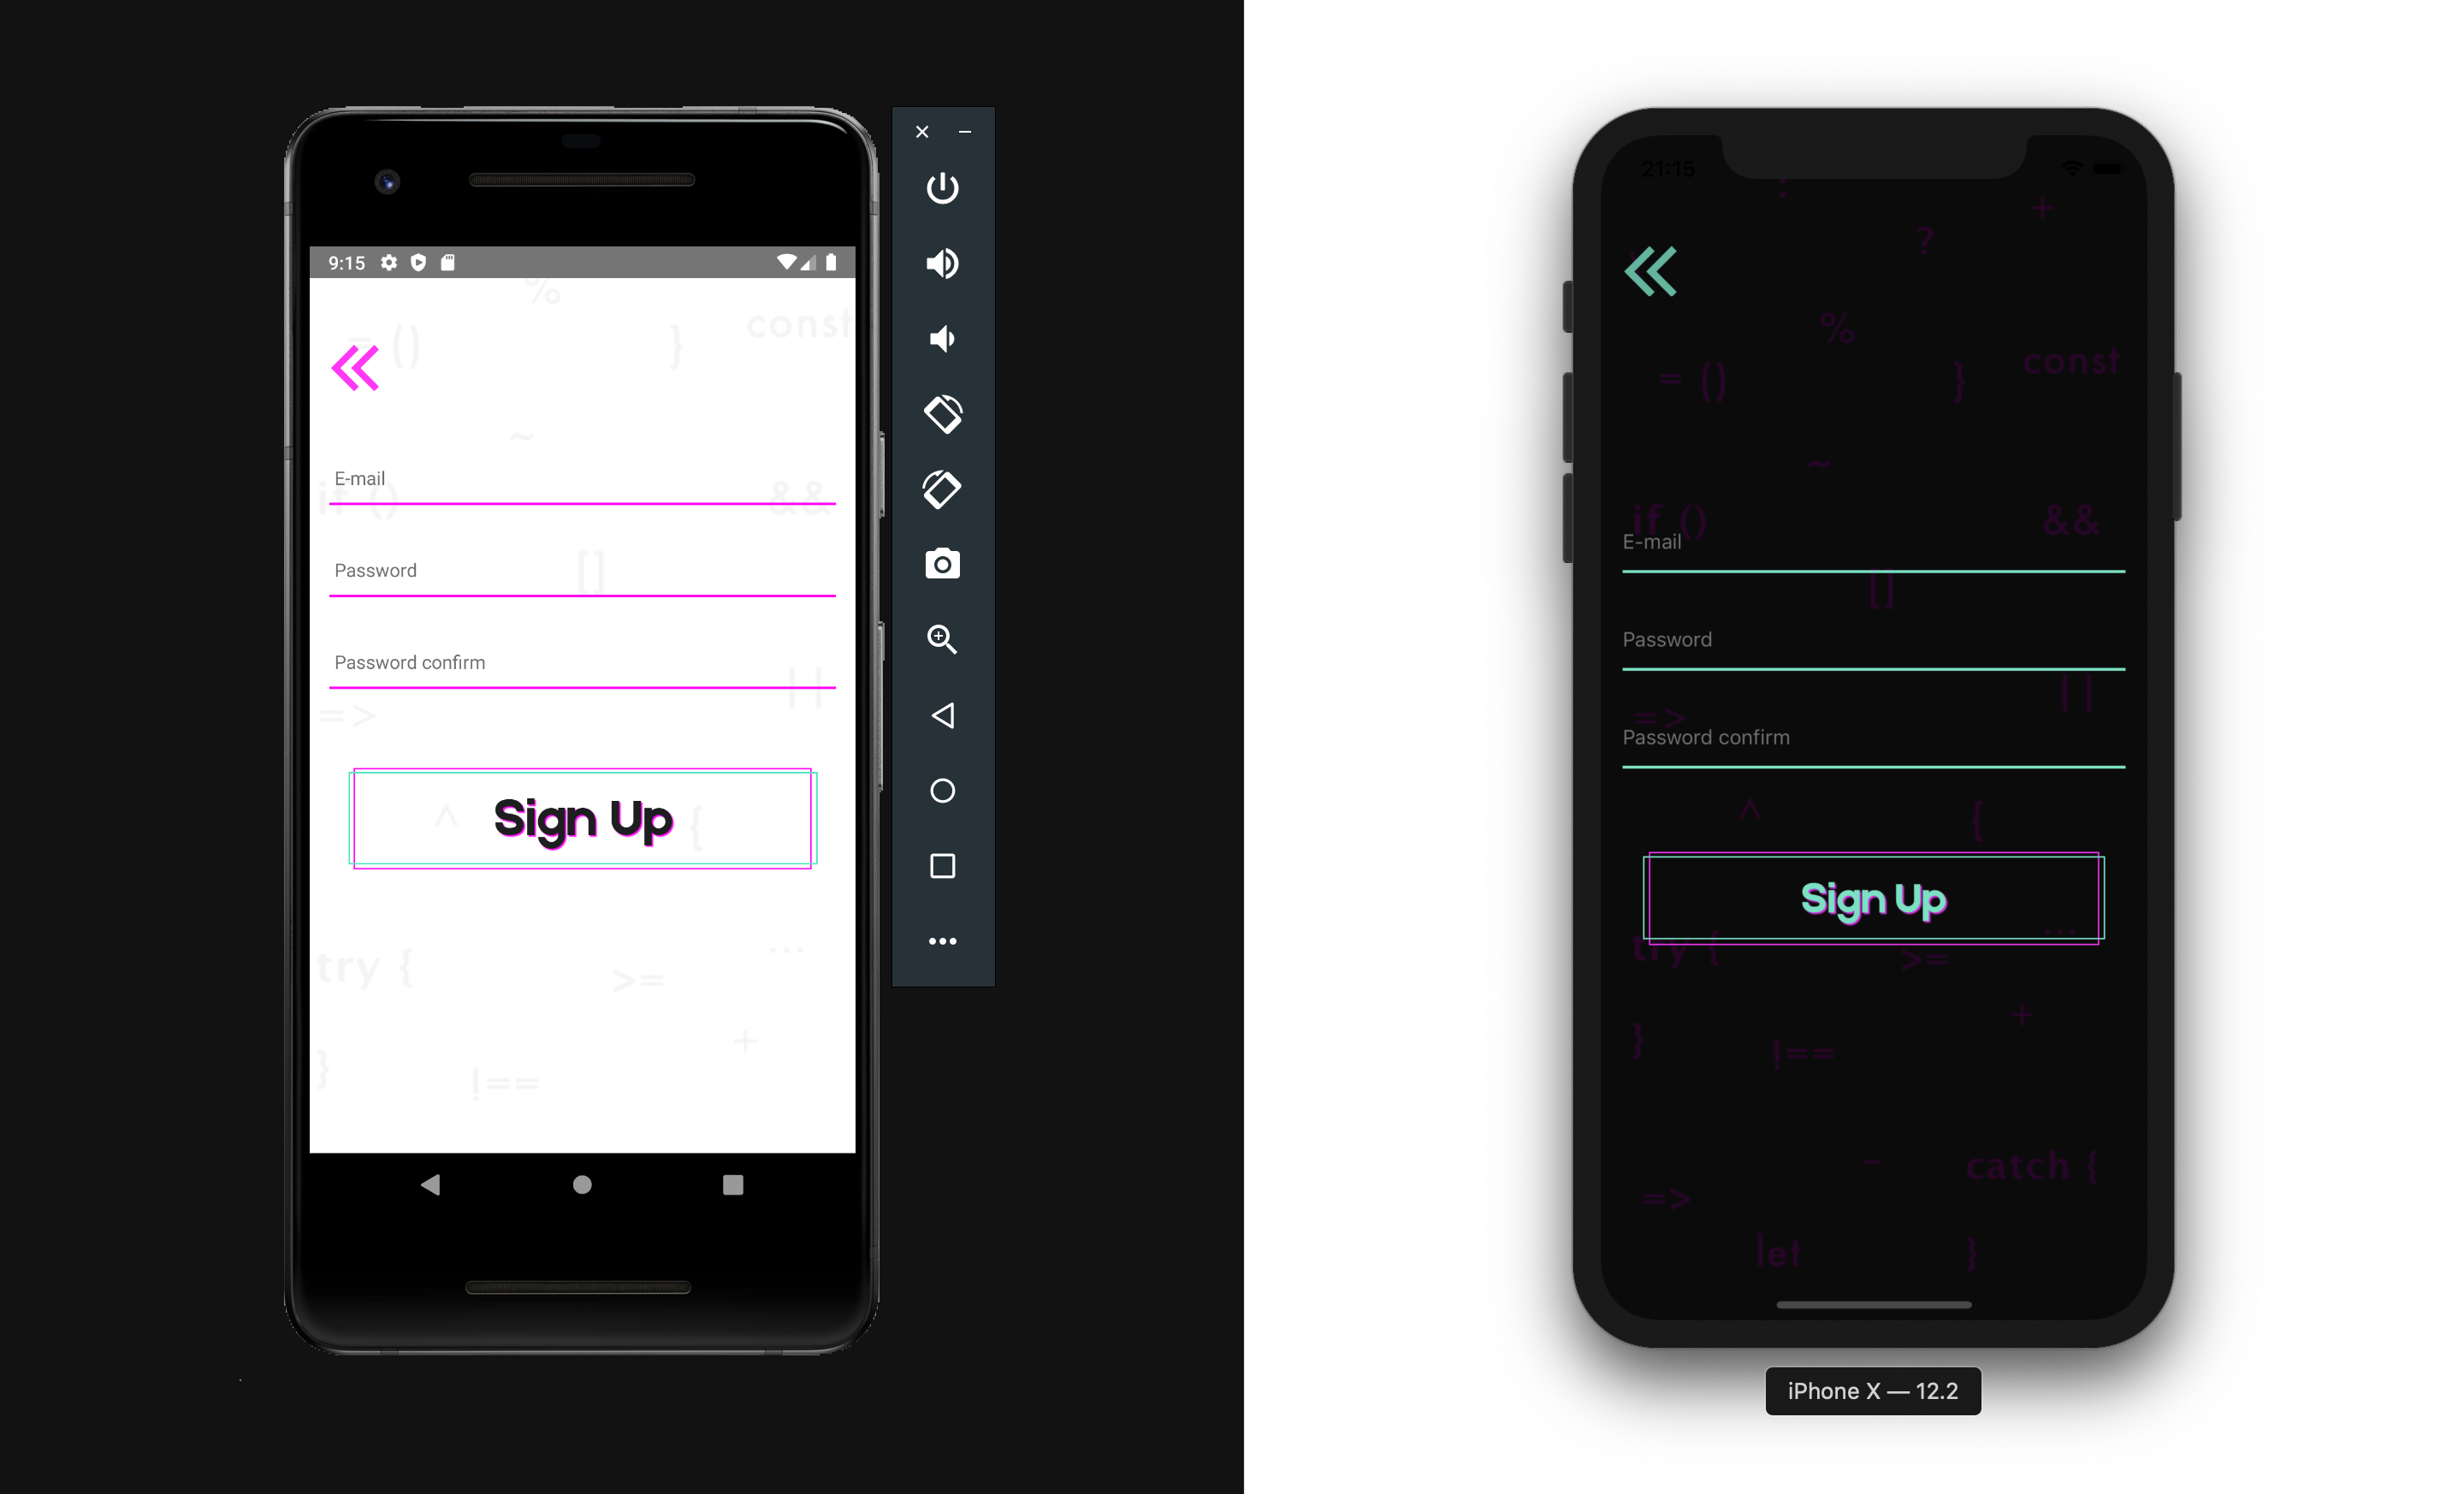 9:15
%
= ()
}
const
~
E-mail
if ()
&&
Password
[]
Password confirm
||
=>
^
Sign Up
{
try {
...
>=
+
}
!==
21:15
:
+
?
%
= ()
}
const
~
if ()
&&
E-mail
[]
Password
||
=>
Password confirm
^
{
Sign Up
try {
...
>=
+
}
!==
-
catch {
=>
let
}
iPhone X — 12.2